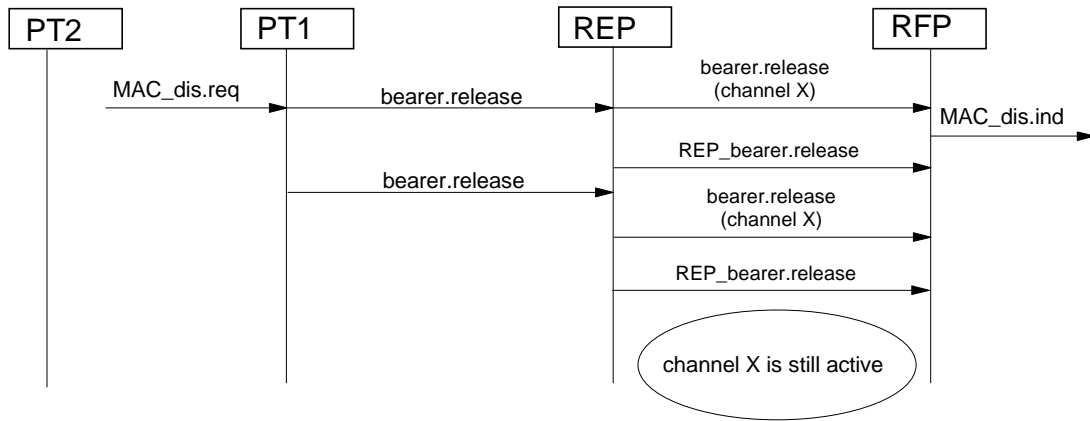 PT2 PT1 REP RFP
bearer.release
(channel X)
MAC_dis.req
bearer.release
MAC_dis.ind
REP_bearer.release
bearer.release
bearer.release
(channel X)
REP_bearer.release
channel X is still active